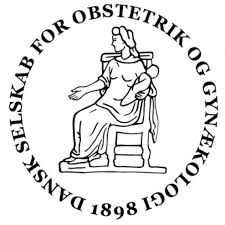 DANSK SELSKAB FOR OBSTETRIK OG GYNÆKOLOGI 1898